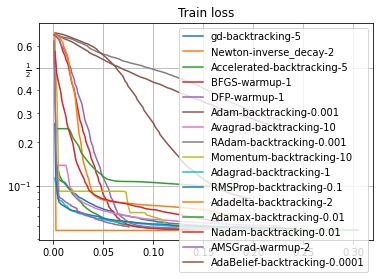 Train loss
0.6
1/2
0.4
0.3
0.2
10⁻¹
0.00
0.05
0.10
0.15
0.30
gd-backtracking-5
Newton-inverse_decay-2
Accelerated-backtracking-5
BFGS-warmup-1
DFP-warmup-1
Adam-backtracking-0.001
Avagrad-backtracking-10
RAdam-backtracking-0.001
Momentum-backtracking-10
Adagrad-backtracking-1
RMSProp-backtracking-0.1
Adadelta-backtracking-2
Adamax-backtracking-0.01
Nadam-backtracking-0.01
AMSGrad-warmup-2
AdaBelief-backtracking-0.0001